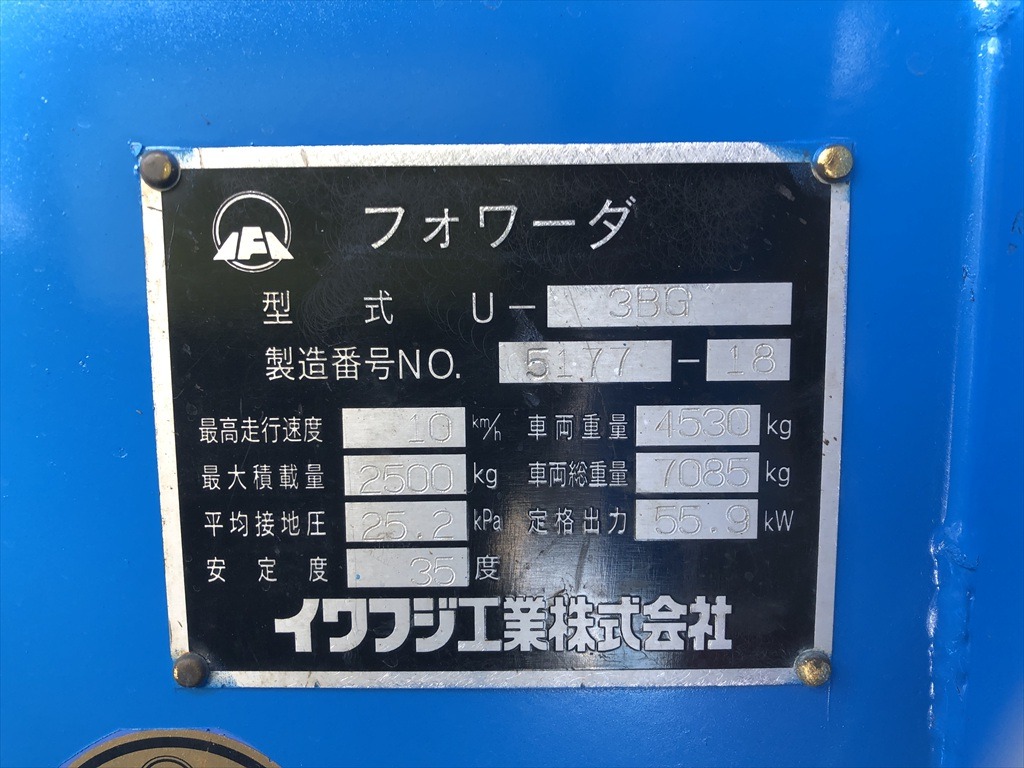 フォワーダ
型式 U-3BG
製造番号NO. 5177-18
最高走行速度 10 km/h 車両重量 4530 kg
最大積載量 2500 kg 車両総重量 7085 kg
平均接地圧 25.2 kPa 定格出力 55.9 kW
安定度 35 度
イワフジ工業株式会社